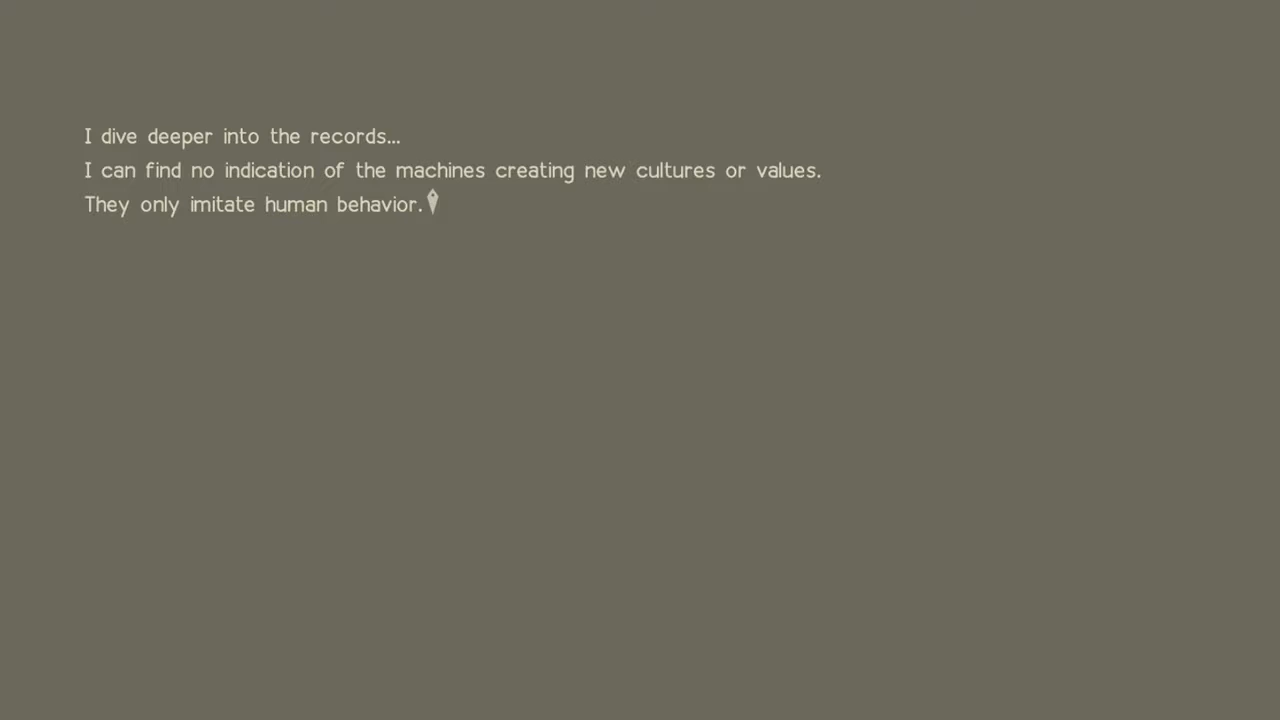 I dive deeper into the records...
I can find no indication of the machines creating new cultures or values.
They only imitate human behavior.